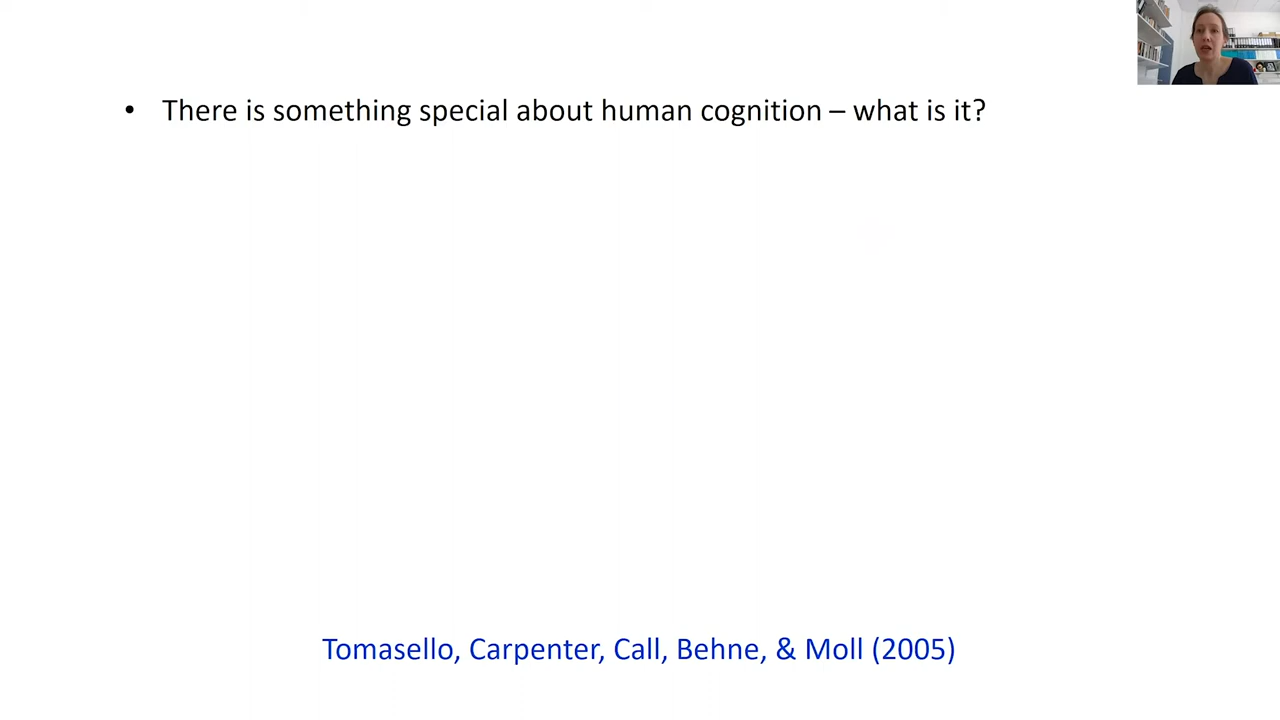 • There is something special about human cognition – what is it?
Tomasello, Carpenter, Call, Behne, & Moll (2005)